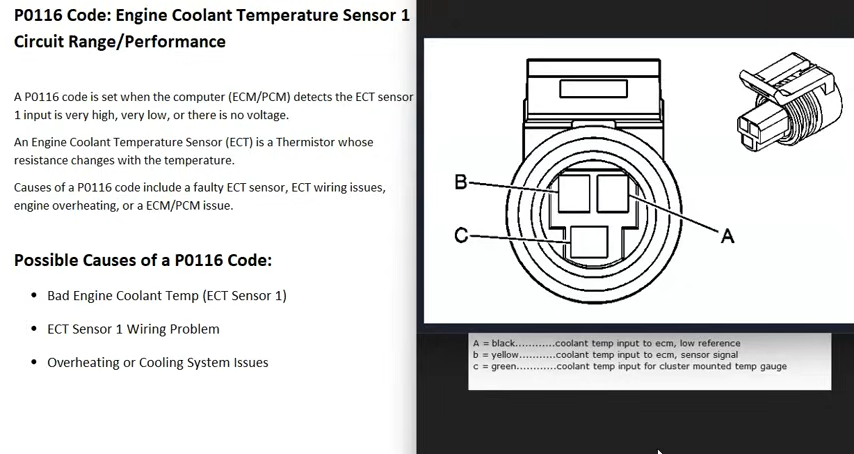 P0116 Code: Engine Coolant Temperature Sensor 1
Circuit Range/Performance
A P0116 code is set when the computer (ECM/PCM) detects the ECT sensor
1 input is very high, very low, or there is no voltage.
An Engine Coolant Temperature Sensor (ECT) is a Thermistor whose
resistance changes with the temperature.
Causes of a P0116 code include a faulty ECT sensor, ECT wiring issues,
engine overheating, or a ECM/PCM issue.
Possible Causes of a P0116 Code:
• Bad Engine Coolant Temp (ECT Sensor 1)
• ECT Sensor 1 Wiring Problem
• Overheating or Cooling System Issues
B
C
A
A = black............coolant temp input to ecm, low reference
b = yellow...........coolant temp input to ecm, sensor signal
c = green............coolant temp input for cluster mounted temp gauge